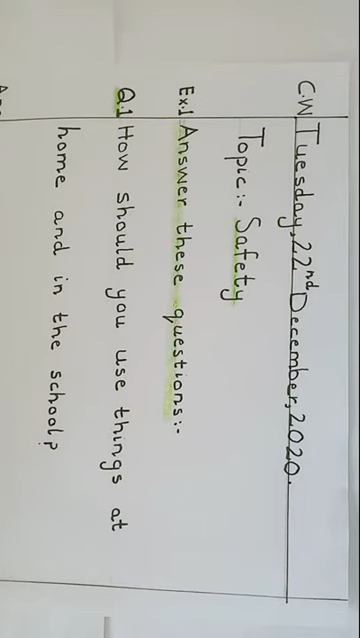 C.W Tuesday, 22nd December, 2020.
Topic:- Safety
Ex.1 Answer these questions:-
Q.1 How should you use things at
home and in the school?